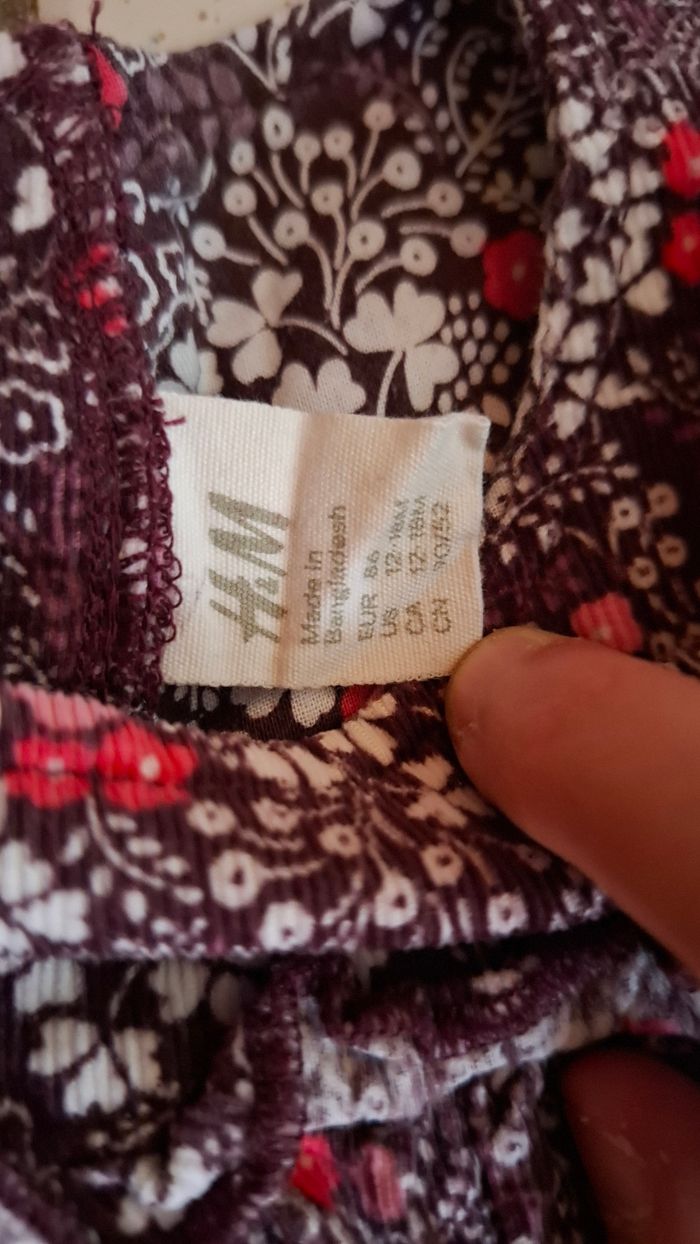 H&M
Made in
Bangladesh
EUR 86
US 12-18M
CA 12-18M
CN 90/52